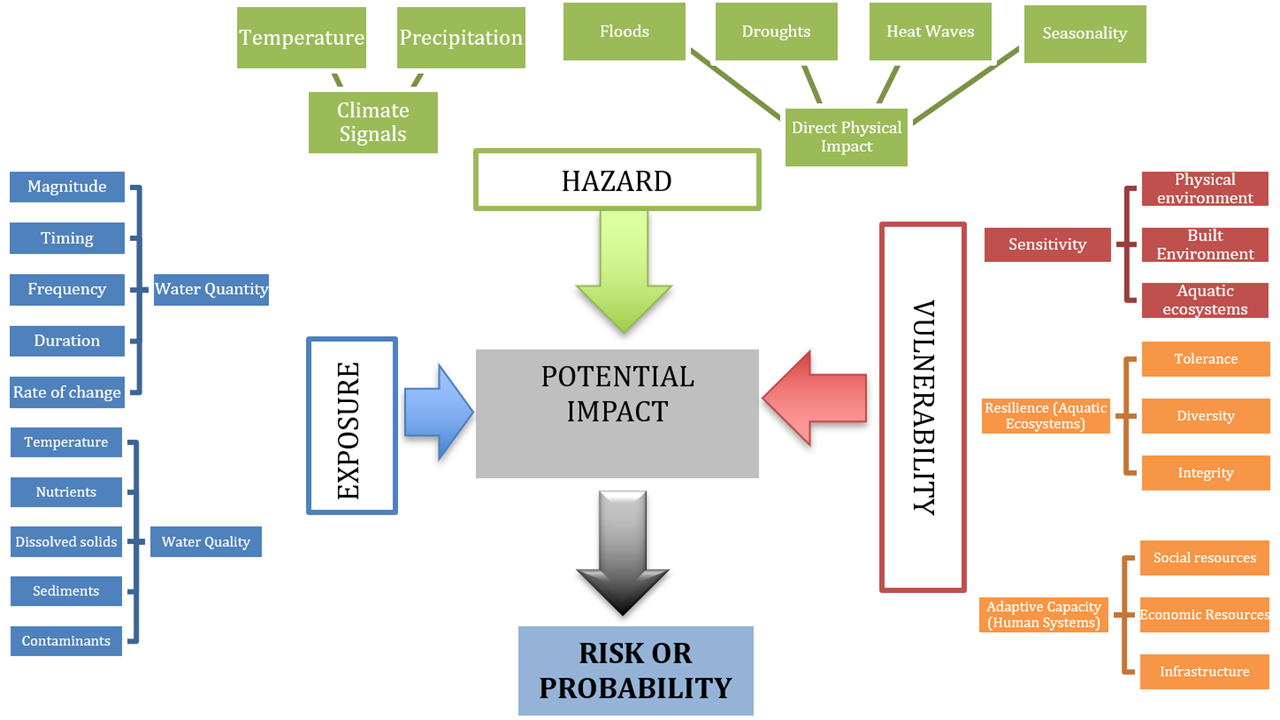 Temperature
Precipitation
Climate
Signals
Floods
Droughts
Heat Waves
Seasonality
Direct Physical
Impact
HAZARD
Magnitude
Timing
Frequency
Duration
Rate of change
Water Quantity
Temperature
Nutrients
Dissolved solids
Sediments
Contaminants
Water Quality
EXPOSURE
POTENTIAL
IMPACT
VULNERABILITY
Sensitivity
Physical
environment
Built
Environment
Aquatic
ecosystems
Resilience (Aquatic
Ecosystems)
Tolerance
Diversity
Integrity
Adaptive Capacity
(Human Systems)
Social resources
Economic Resources
Infrastructure
RISK OR
PROBABILITY